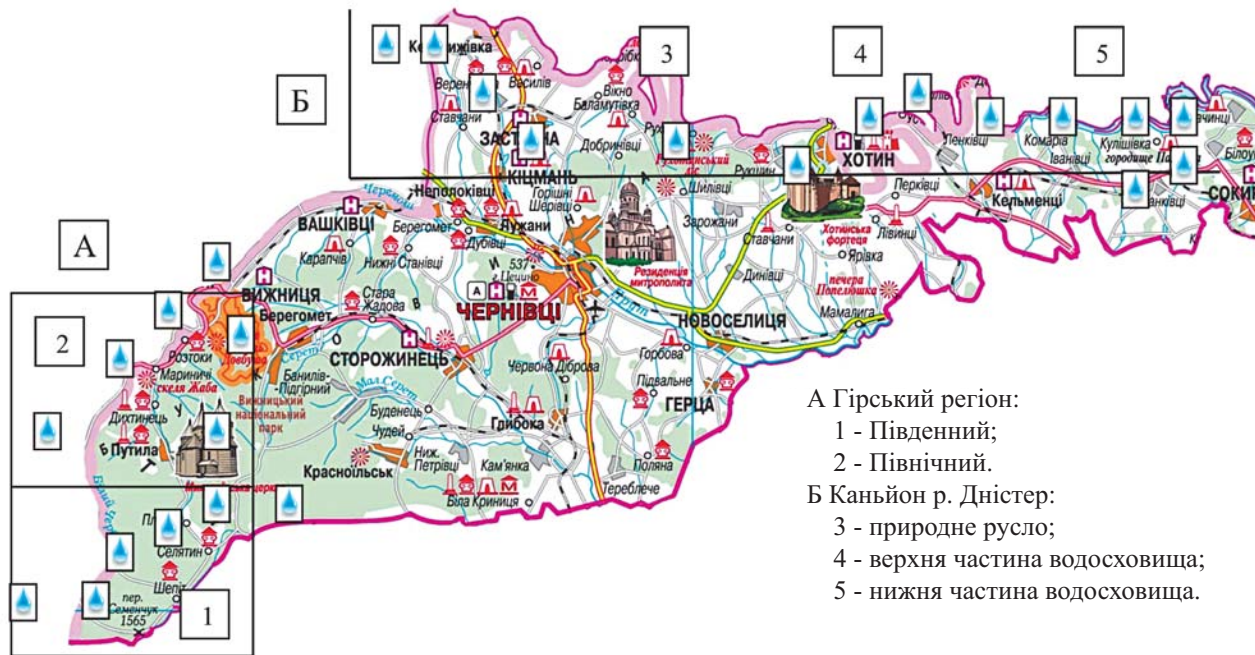 Б
3
4
5
Василів
Вікно
Баламутівка
Ставчани
Добринівці
КІЦМАНЬ
Горішні
Шерівці
Рукшин
ХОТИН
Ленківці
Комарів
Іванівці
Кулішівка
Перківці
Кельменці
Черемош
Неполоківці
Шилівці
Зарожани
Ставчани
Хотинська
фортеця
Лівинці
Ярівка
А
ВАШКІВЦІ
Берегомет
Лужани
Дубівці
Карапчів
Нижні Станівці
537
г. Цецино
Резиденція
митрополита
Динівці
печера
Попелюшка
Мамалига
ВИЖНИЦЯ
Стара
Жадова
ЧЕРНІВЦІ
Прут
НОВОСЕЛИЦЯ
2
Берегомет
СТОРОЖИНЕЦЬ
Розтоки
Мариничі
скеля Жаба
Серет
Банилів-
Підгірний
Мал. Серет
Червона Діброва
Горбова
Підвальне
ГЕРЦА
Дихтинець
Вижницький
національний
парк
Буденець
Чудей
Глибока
Путила
Красноїльськ
Ниж.
Петрівці
Кам'янка
Поляна
Тереблече
Біла Криниця
Селятин
Шепіт
пер.
Семенчук
1565
1
А Гірський регіон:
1 - Південний;
2 - Північний.
Б Каньйон р. Дністер:
3 - природне русло;
4 - верхня частина водосховища;
5 - нижня частина водосховища.